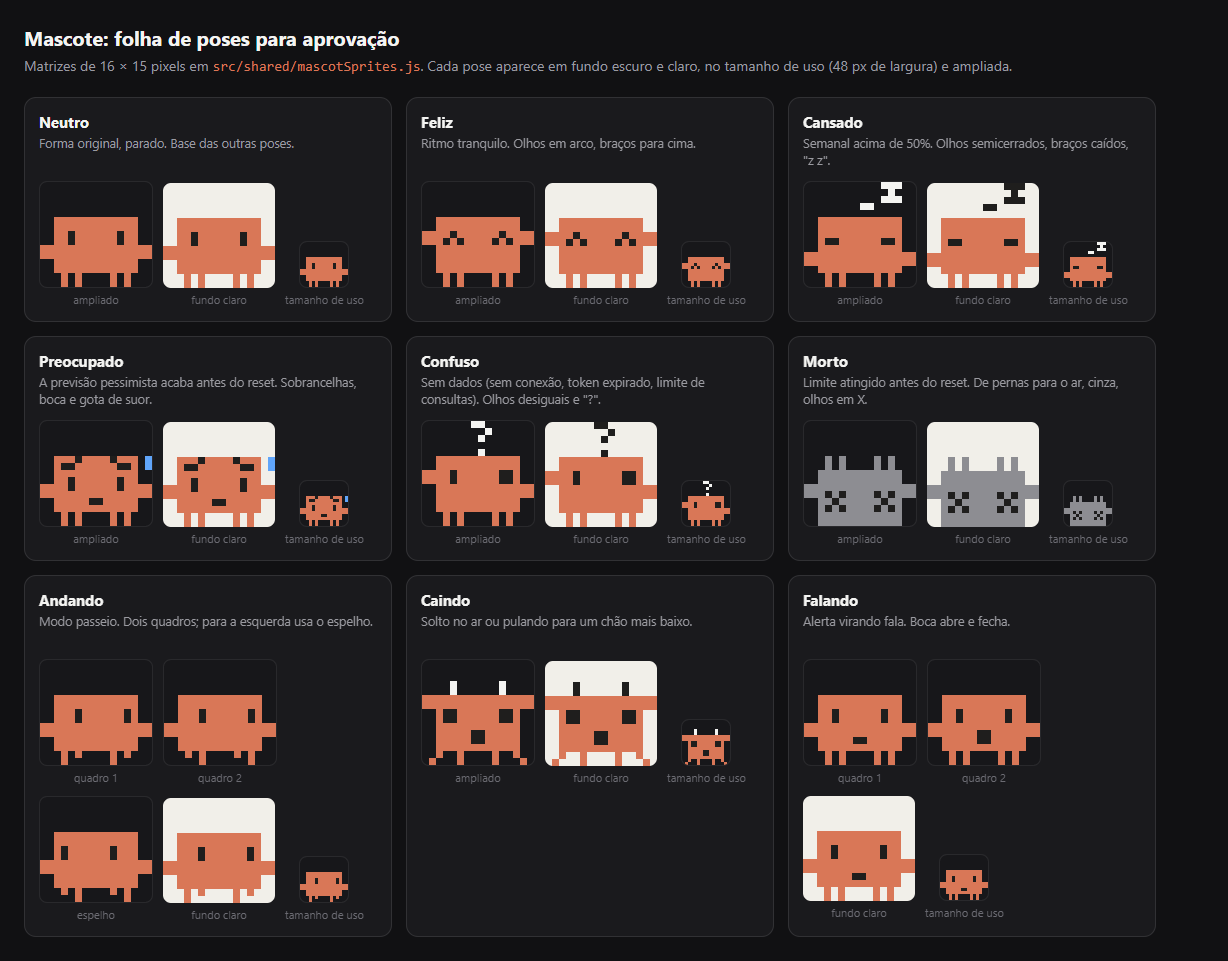 Mascote: folha de poses para aprovação
Matrizes de 16 × 15 pixels em src/shared/mascotSprites.js. Cada pose aparece em fundo escuro e claro, no tamanho de uso (48 px de largura) e ampliada.
Neutro
Forma original, parado. Base das outras poses.
ampliado
fundo claro
tamanho de uso
Feliz
Ritmo tranquilo. Olhos em arco, braços para cima.
ampliado
fundo claro
tamanho de uso
Cansado
Semanal acima de 50%. Olhos semicerrados, braços caídos,
"z z".
ampliado
fundo claro
tamanho de uso
Preocupado
A previsão pessimista acaba antes do reset. Sobrancelhas,
boca e gota de suor.
ampliado
fundo claro
tamanho de uso
Confuso
Sem dados (sem conexão, token expirado, limite de
consultas). Olhos desiguais e "?".
ampliado
fundo claro
tamanho de uso
Morto
Limite atingido antes do reset. De pernas para o ar, cinza,
olhos em X.
ampliado
fundo claro
tamanho de uso
Andando
Modo passeio. Dois quadros; para a esquerda usa o espelho.
quadro 1
quadro 2
espelho
fundo claro
tamanho de uso
Caindo
Solto no ar ou pulando para um chão mais baixo.
ampliado
fundo claro
tamanho de uso
Falando
Alerta virando fala. Boca abre e fecha.
quadro 1
quadro 2
fundo claro
tamanho de uso